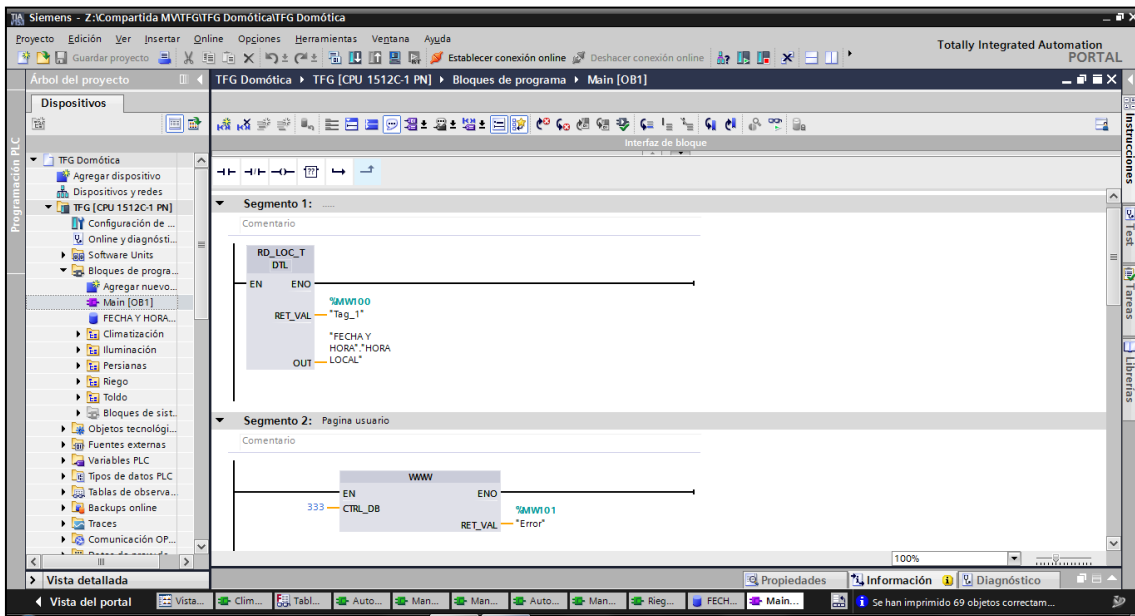 Siemens - Z:\Compartida MV\TFG\TFG Domótica\TFG Domótica
Proyecto Edición Ver Insertar Online Opciones Herramientas Ventana Ayuda
Totally Integrated Automation
PORTAL
Guardar proyecto
Establecer conexión online
Deshacer conexión online
Árbol del proyecto
TFG Domótica ▸ TFG [CPU 1512C-1 PN] ▸ Bloques de programa ▸ Main [OB1]
Dispositivos
Programación PLC
Interfaz de bloque
TFG Domótica
Agregar dispositivo
Dispositivos y redes
TFG [CPU 1512C-1 PN]
Configuración de ...
Online y diagnósti...
Software Units
Bloques de progra...
Agregar nuevo...
Main [OB1]
FECHA Y HORA...
Climatización
Iluminación
Persianas
Riego
Toldo
Bloques de sist...
Objetos tecnológi...
Fuentes externas
Variables PLC
Tipos de datos PLC
Tablas de observa...
Backups online
Traces
Comunicación OP...
Vista detallada
Segmento 1: .....
Comentario
RD_LOC_T
DTL
EN ENO
%MW100
RET_VAL "Tag_1"
"FECHA Y
HORA"."HORA
OUT LOCAL"
Segmento 2: Pagina usuario
Comentario
WWW
EN ENO
333 CTRL_DB
%MW101
RET_VAL "Error"
100%
Propiedades
Información
Diagnóstico
Instrucciones
Test
Tareas
Librerías
Vista del portal
Vista...
Clim...
Tabl...
Auto...
Man...
Man...
Auto...
Man...
Rieg...
FECH...
Main...
Se han imprimido 69 objetos correctam...